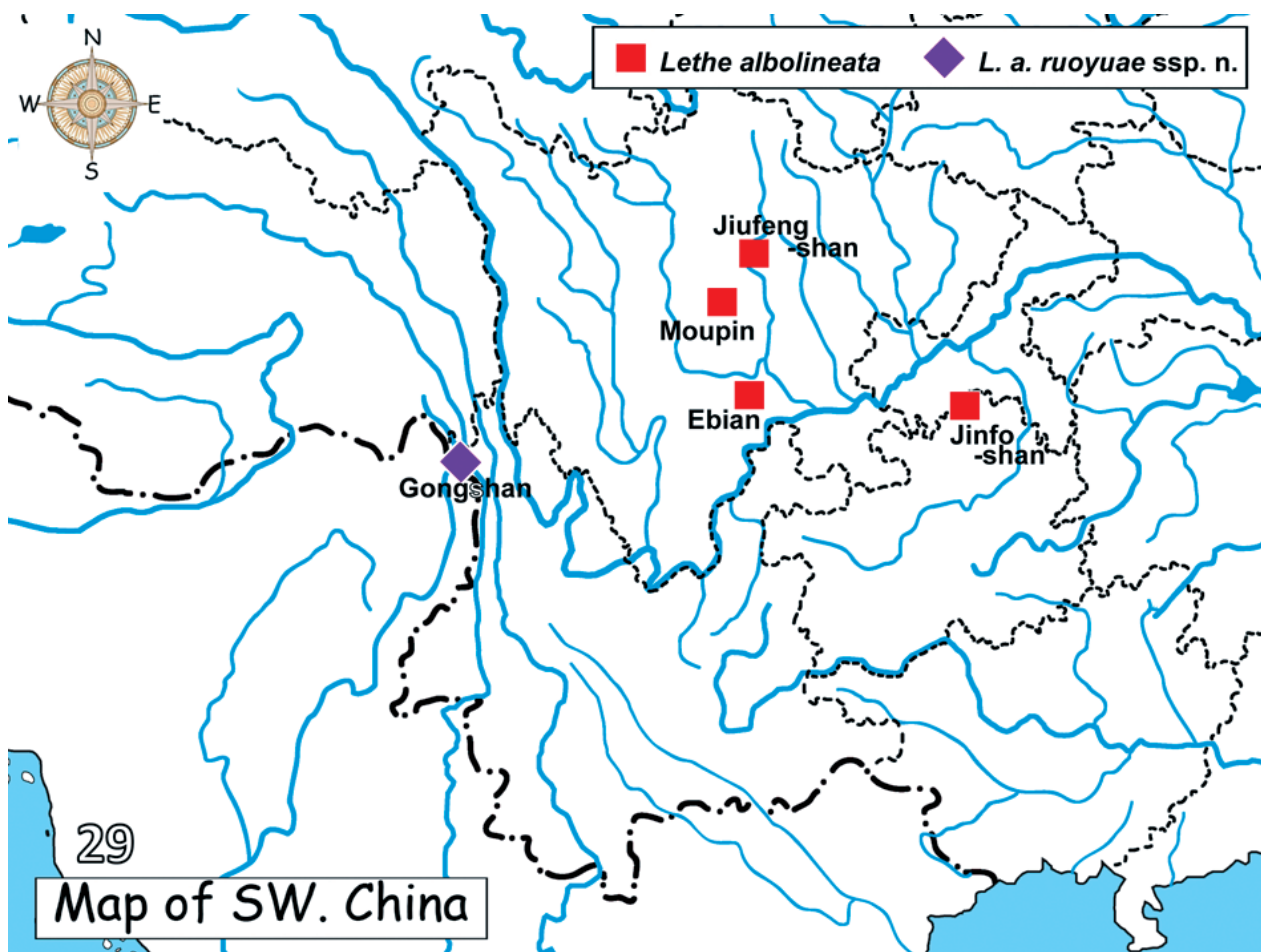 N
W E
S
Lethe albolineata L. a. ruoyuae ssp. n.
Jiufeng
-shan
Moupin
Ebian
Jinfo
-shan
Gongshan
29
Map of SW. China